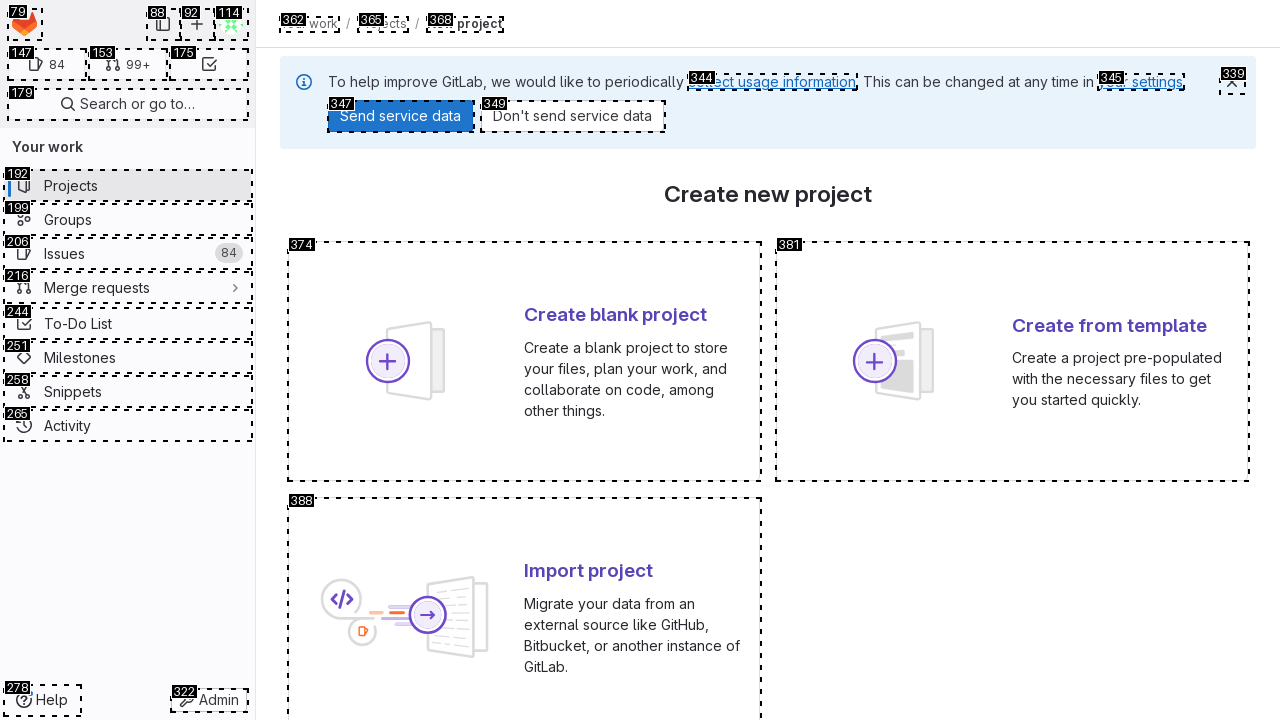 79
88
92
114
147
84
153
99+
175
179
Search or go to…
Your work
192
Projects
199
Groups
206
Issues
84
216
Merge requests
244
To-Do List
251
Milestones
258
Snippets
265
Activity
278
Help
322
Admin
362
work
/
365
/
368
project
To help improve GitLab, we would like to periodically collect usage information. This can be changed at any time in your settings.
344
345
339
347
Send service data
349
Don't send service data
Create new project
374
Create blank project
Create a blank project to store
your files, plan your work, and
collaborate on code, among
other things.
381
Create from template
Create a project pre-populated
with the necessary files to get
you started quickly.
388
Import project
Migrate your data from an
external source like GitHub,
Bitbucket, or another instance of
GitLab.